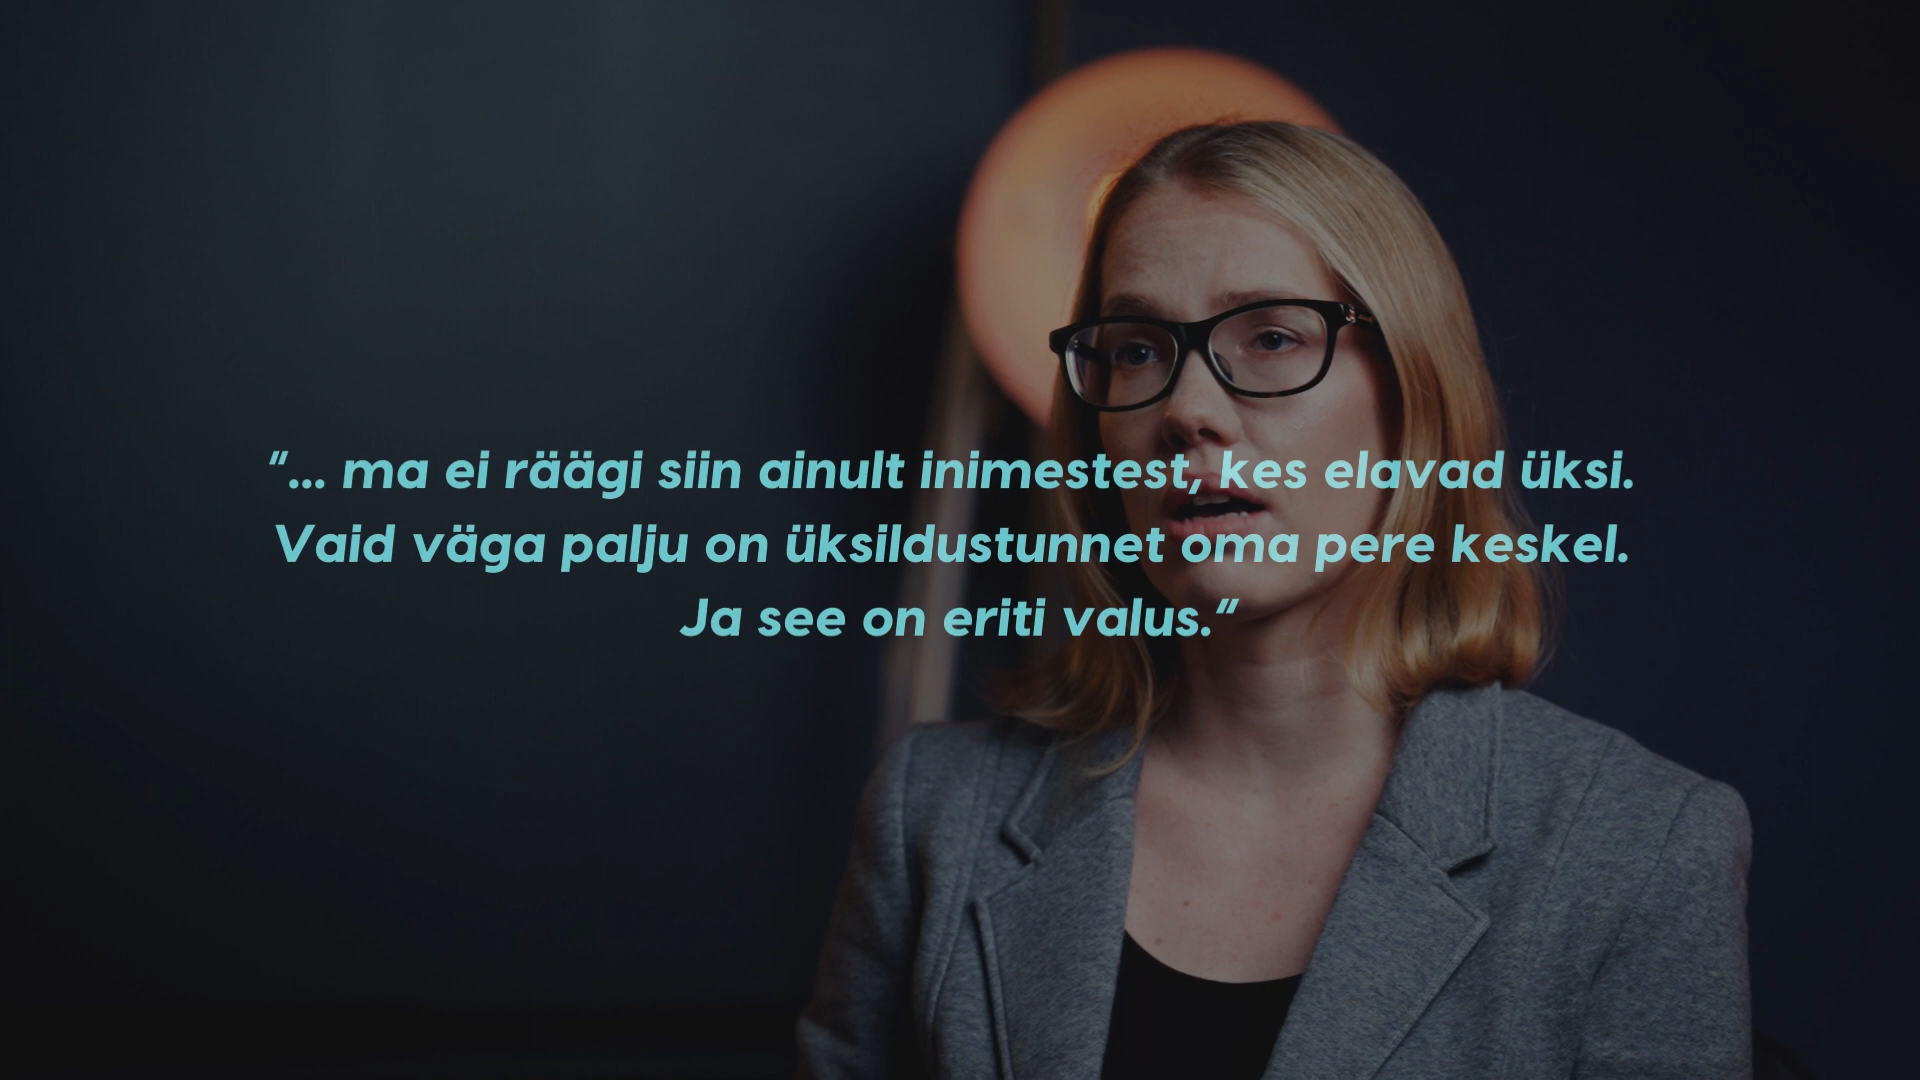 "... ma ei räägi siin ainult inimestest, kes elavad üksi.
Vaid väga palju on üksildustunnet oma pere keskel.
Ja see on eriti valus."